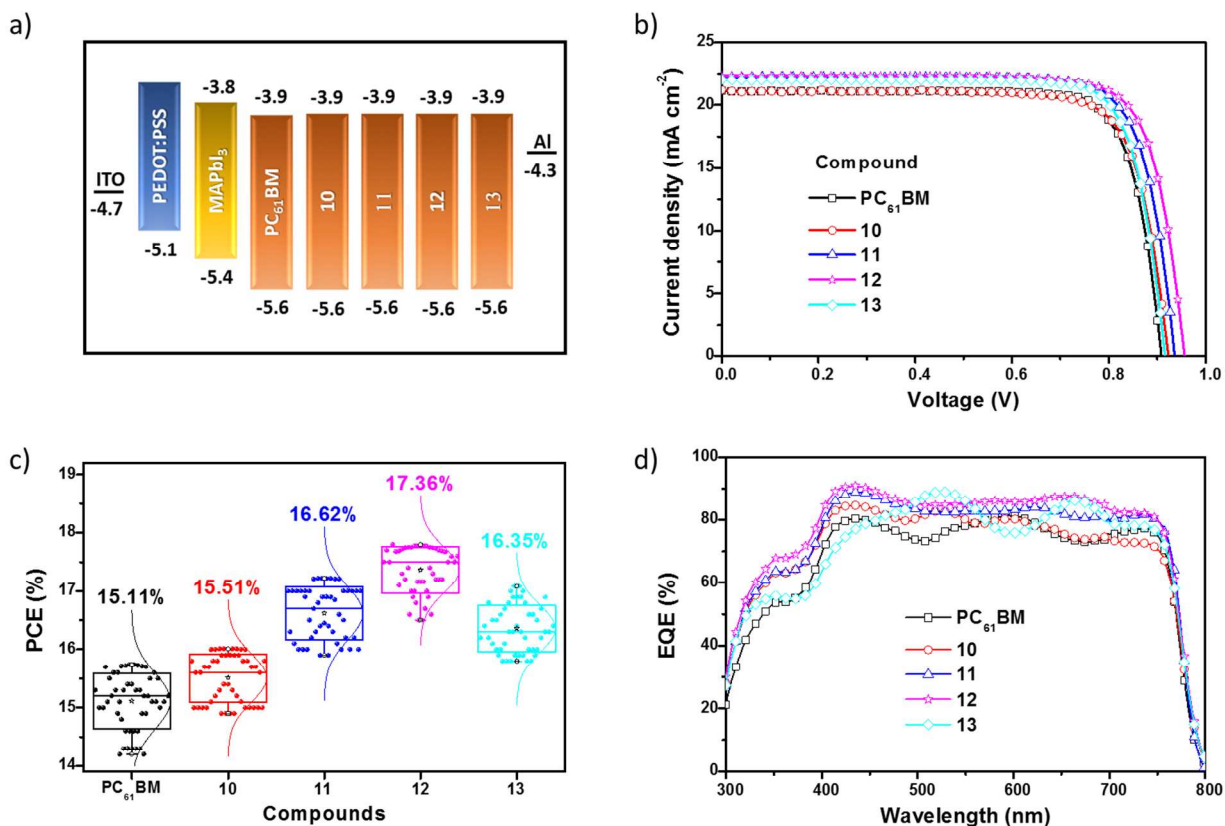 a)
-3.8
-3.9 -3.9 -3.9 -3.9 -3.9
Al
-4.3
ITO
-4.7
PEDOT:PSS
MAPbI3
PC61BM
10
11
12
13
-5.1
-5.4
-5.6 -5.6 -5.6 -5.6 -5.6
b)
Current density (mA cm-2)
25
20
15
10
5
0
Compound
PC61BM
10
11
12
13
0.0 0.2 0.4 0.6 0.8 1.0
Voltage (V)
c)
PCE (%)
19
18
17
16
15
14
15.11%
15.51%
16.62%
17.36%
16.35%
PC61BM 10 11 12 13
Compounds
d)
EQE (%)
100
80
60
40
20
0
PC61BM
10
11
12
13
300 400 500 600 700 800
Wavelength (nm)